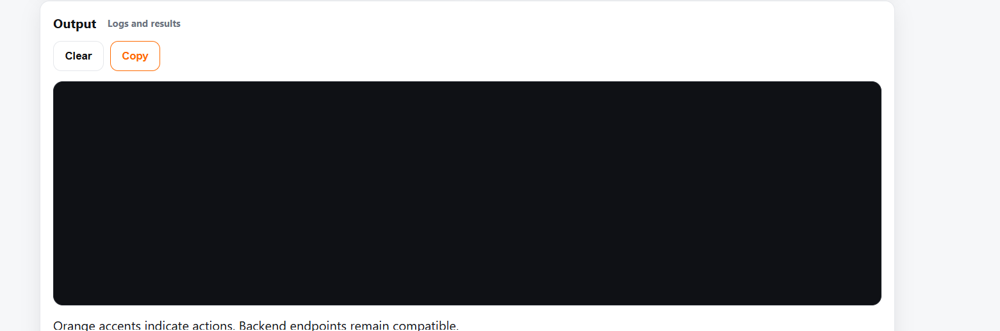 Output Logs and results
Clear Copy
Orange accents indicate actions. Backend endpoints remain compatible.